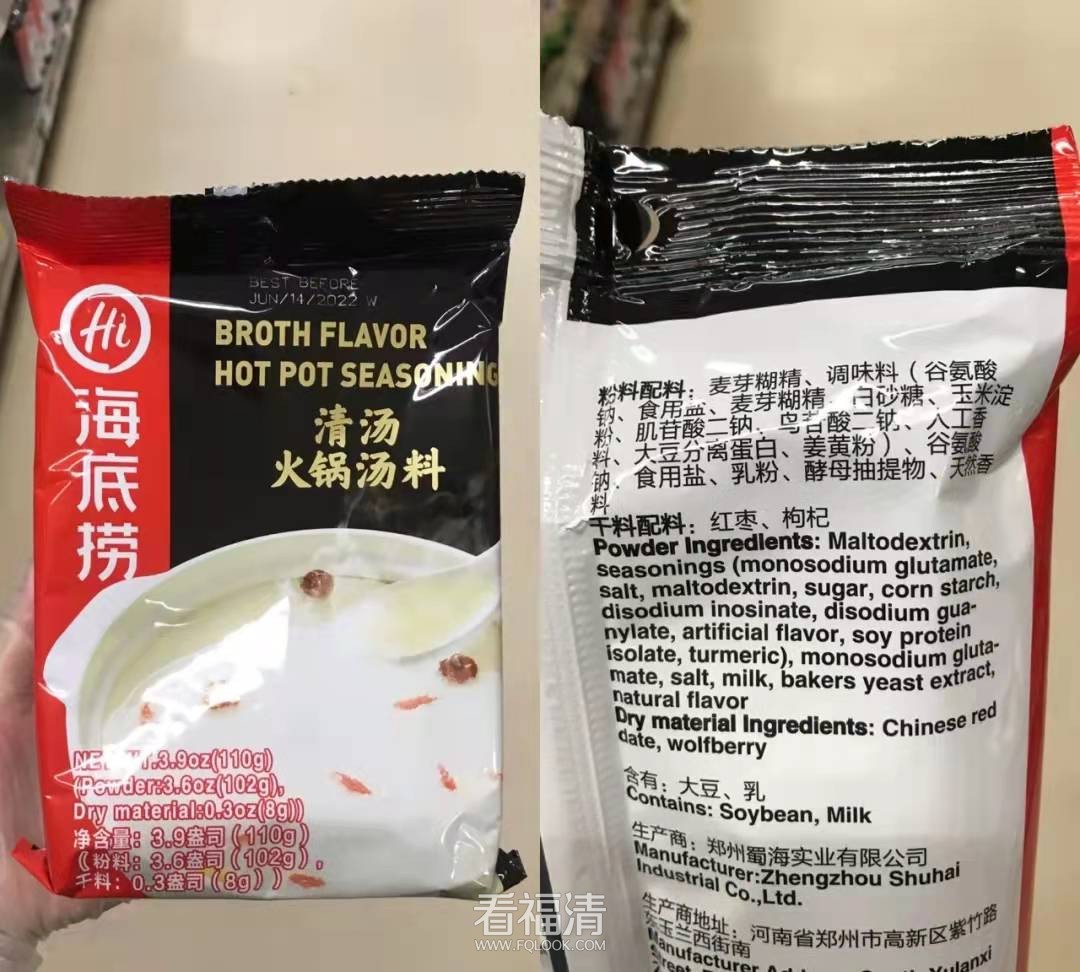 BEST BEFORE
JUN/14/2022 W
Hi
海底捞
BROTH FLAVOR
HOT POT SEASONING
清汤
火锅汤料
NET WT:3.9oz(110g)
(Powder:3.6oz(102g),
Dry material:0.3oz(8g))
净含量：3.9盎司（110g）
（粉料：3.6盎司（102g），
干料：0.3盎司（8g））
粉料配料：麦芽糊精、调味料（谷氨酸
钠、食用盐、麦芽糊精、白砂糖、玉米淀
粉、肌苷酸二钠、鸟苷酸二钠、人工香
料、大豆分离蛋白、姜黄粉）、谷氨酸
钠、食用盐、乳粉、酵母抽提物、天然香
料
干料配料：红枣、枸杞
Powder Ingredients: Maltodextrin,
seasonings (monosodium glutamate,
salt, maltodextrin, sugar, corn starch,
disodium inosinate, disodium gua-
nylate, artificial flavor, soy protein
isolate, turmeric), monosodium gluta-
mate, salt, milk, bakers yeast extract,
natural flavor
Dry material Ingredients: Chinese red
date, wolfberry
含有：大豆、乳
Contains: Soybean, Milk
生产商：郑州蜀海实业有限公司
Manufacturer:Zhengzhou Shuhai
Industrial Co.,Ltd.
生产商地址：河南省郑州市高新区紫竹路
东玉兰西街南
Manufacturer Yulanxi
看福清
WWW.FQLOOK.COM